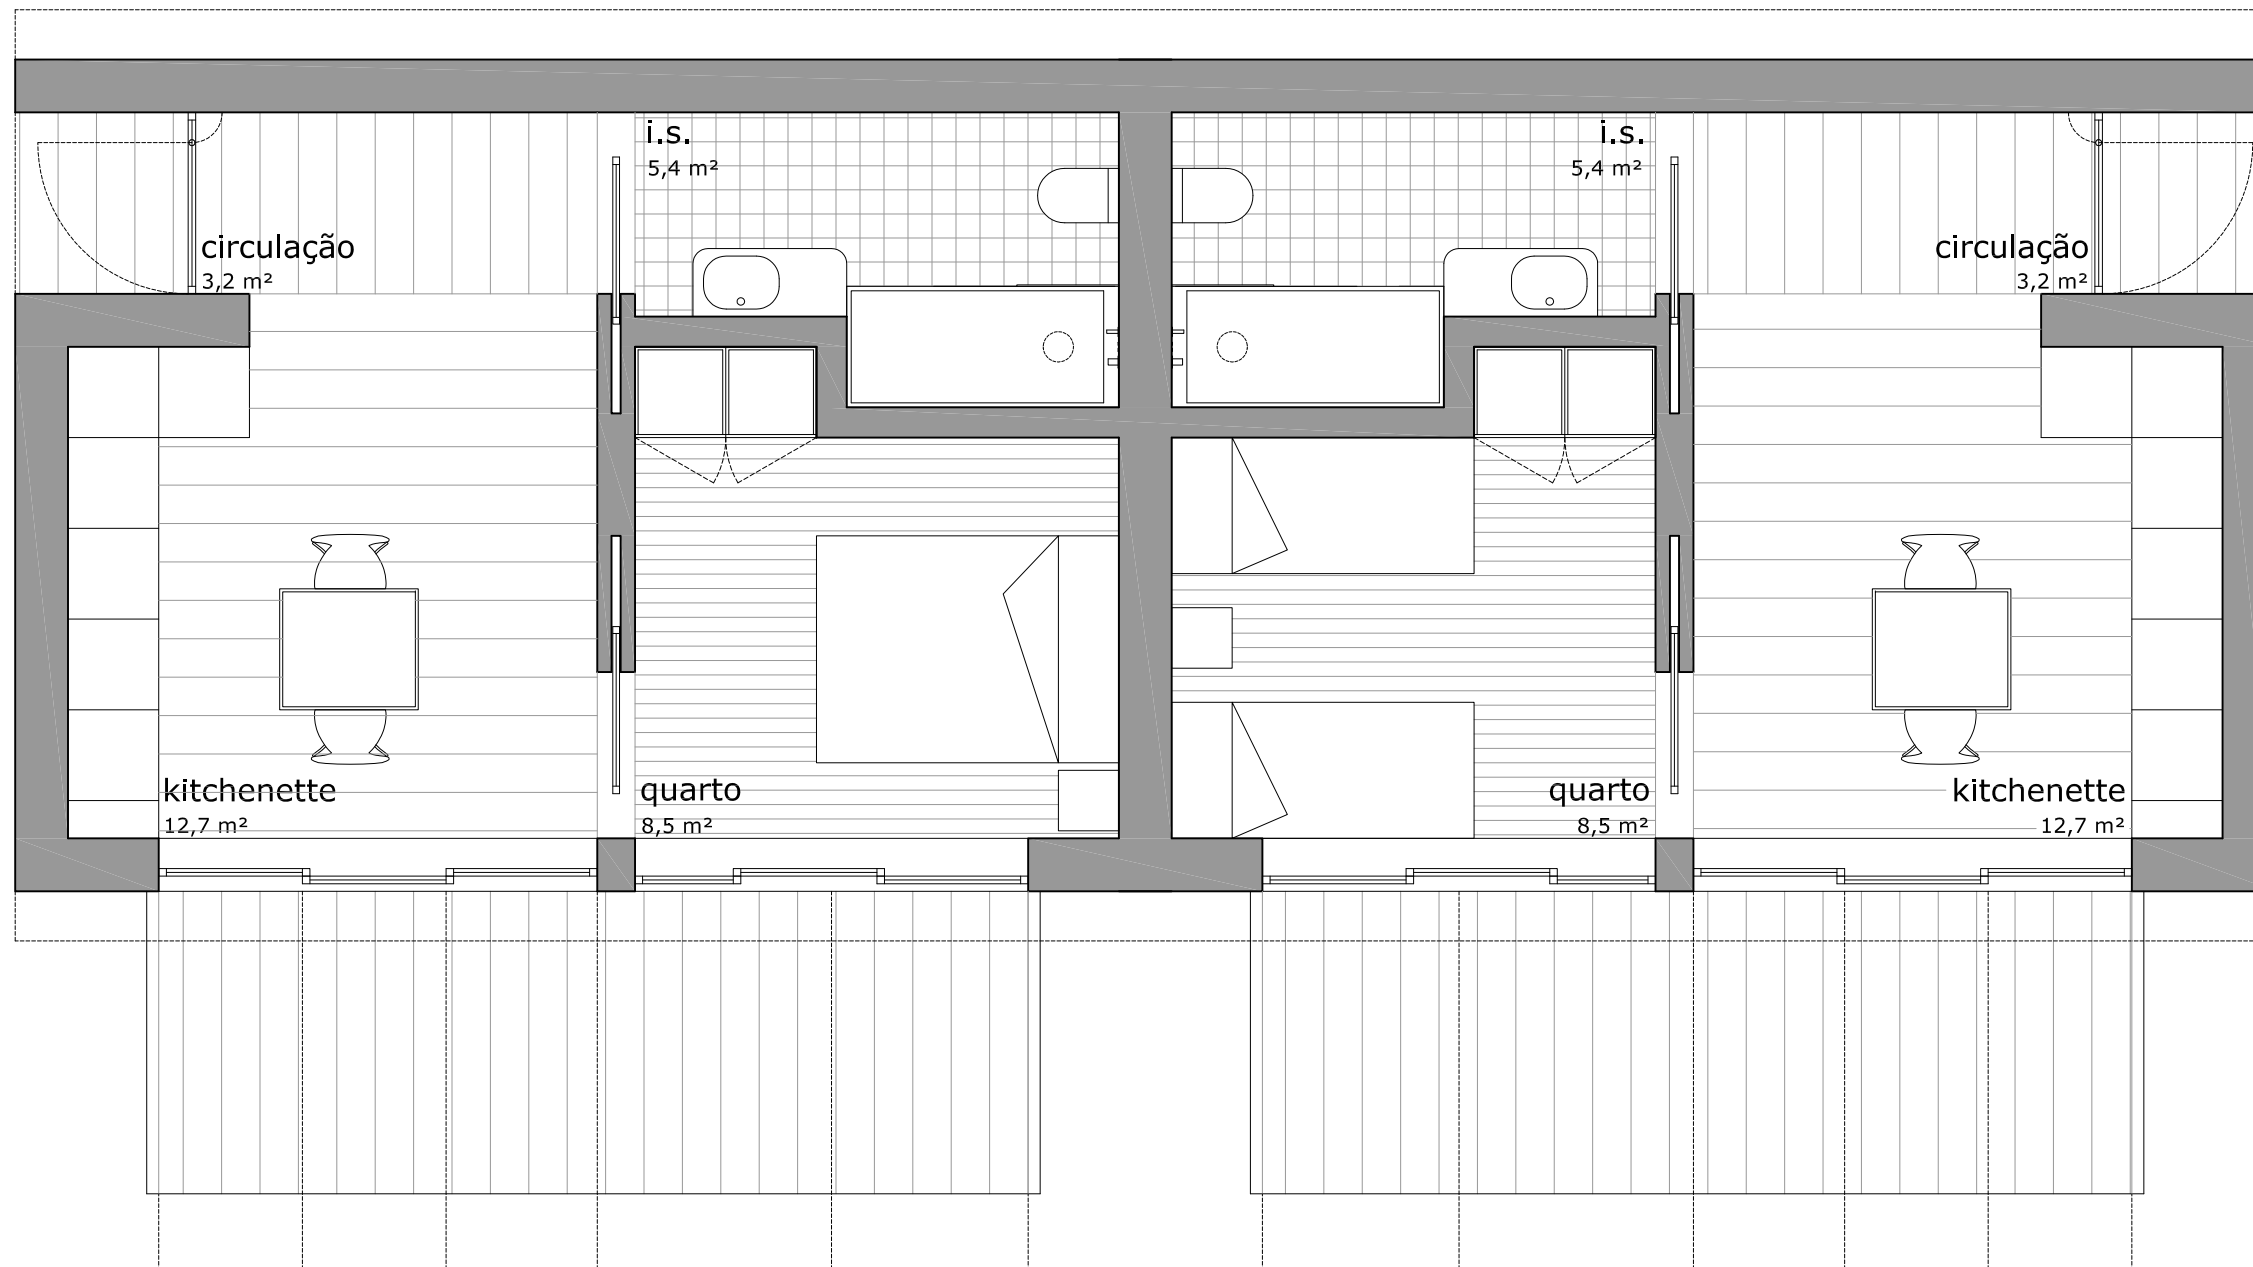 i.s.
5,4 m²
i.s.
5,4 m²
circulação
3,2 m²
circulação
3,2 m²
kitchenette
12,7 m²
quarto
8,5 m²
quarto
8,5 m²
kitchenette
12,7 m²